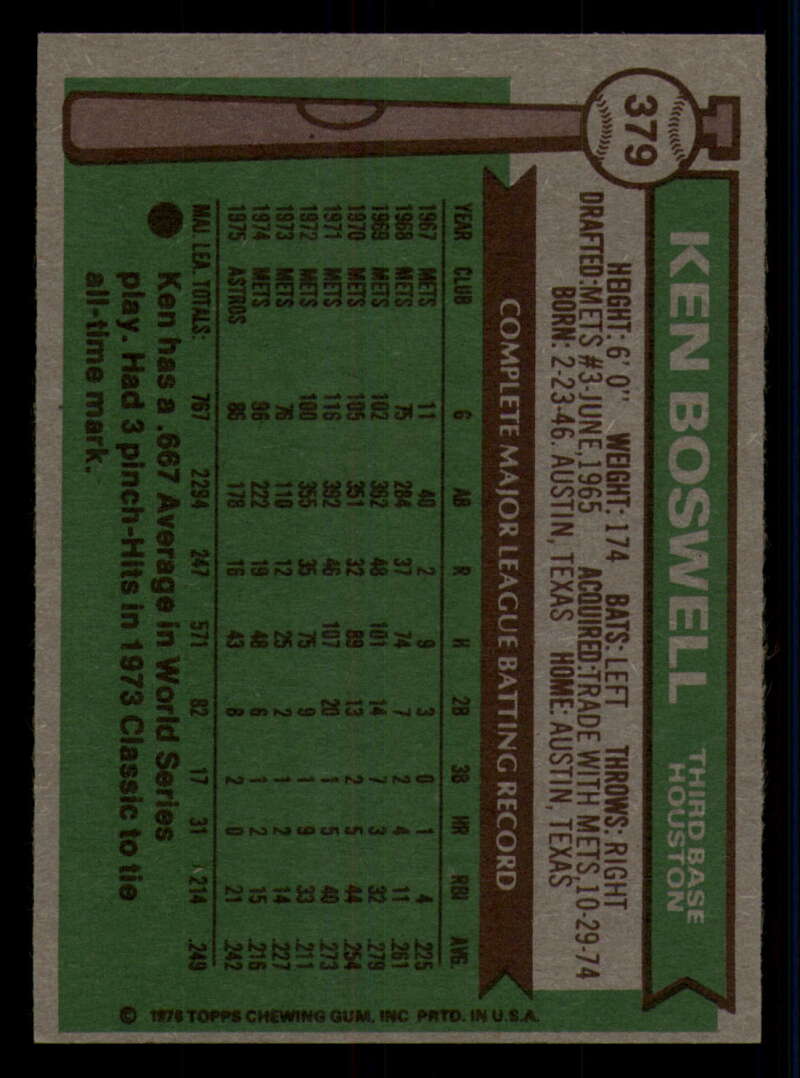 379
KEN BOSWELL
THIRD BASE
HOUSTON
HEIGHT: 6' 0" WEIGHT: 174 BATS: LEFT THROWS: RIGHT
DRAFTED: METS #3-JUNE, 1965 ACQUIRED: TRADE WITH METS, 10-29-74
BORN: 2-23-46, AUSTIN, TEXAS HOME: AUSTIN, TEXAS
COMPLETE MAJOR LEAGUE BATTING RECORD
YEAR CLUB G AB R H 2B 3B HR RBI AVG.
1967 METS 11 40 2 9 3 0 1 4 .225
1968 METS 75 284 37 74 7 2 4 11 .261
1969 METS 102 362 48 101 14 7 3 32 .279
1970 METS 105 351 32 89 13 2 5 44 .254
1971 METS 116 392 46 107 20 1 5 40 .273
1972 METS 100 355 35 75 9 1 9 33 .211
1973 METS 76 110 12 25 2 1 2 14 .227
1974 METS 96 222 19 48 6 1 2 15 .216
1975 ASTROS 86 178 16 43 8 2 0 21 .242
MAJ. LEA. TOTALS: 767 2294 247 571 82 17 31 214 .249
Ken has a .667 Average in World Series
play. Had 3 pinch-Hits in 1973 Classic to tie
all-time mark.
© 1976 TOPPS CHEWING GUM, INC PRTD. IN U.S.A.